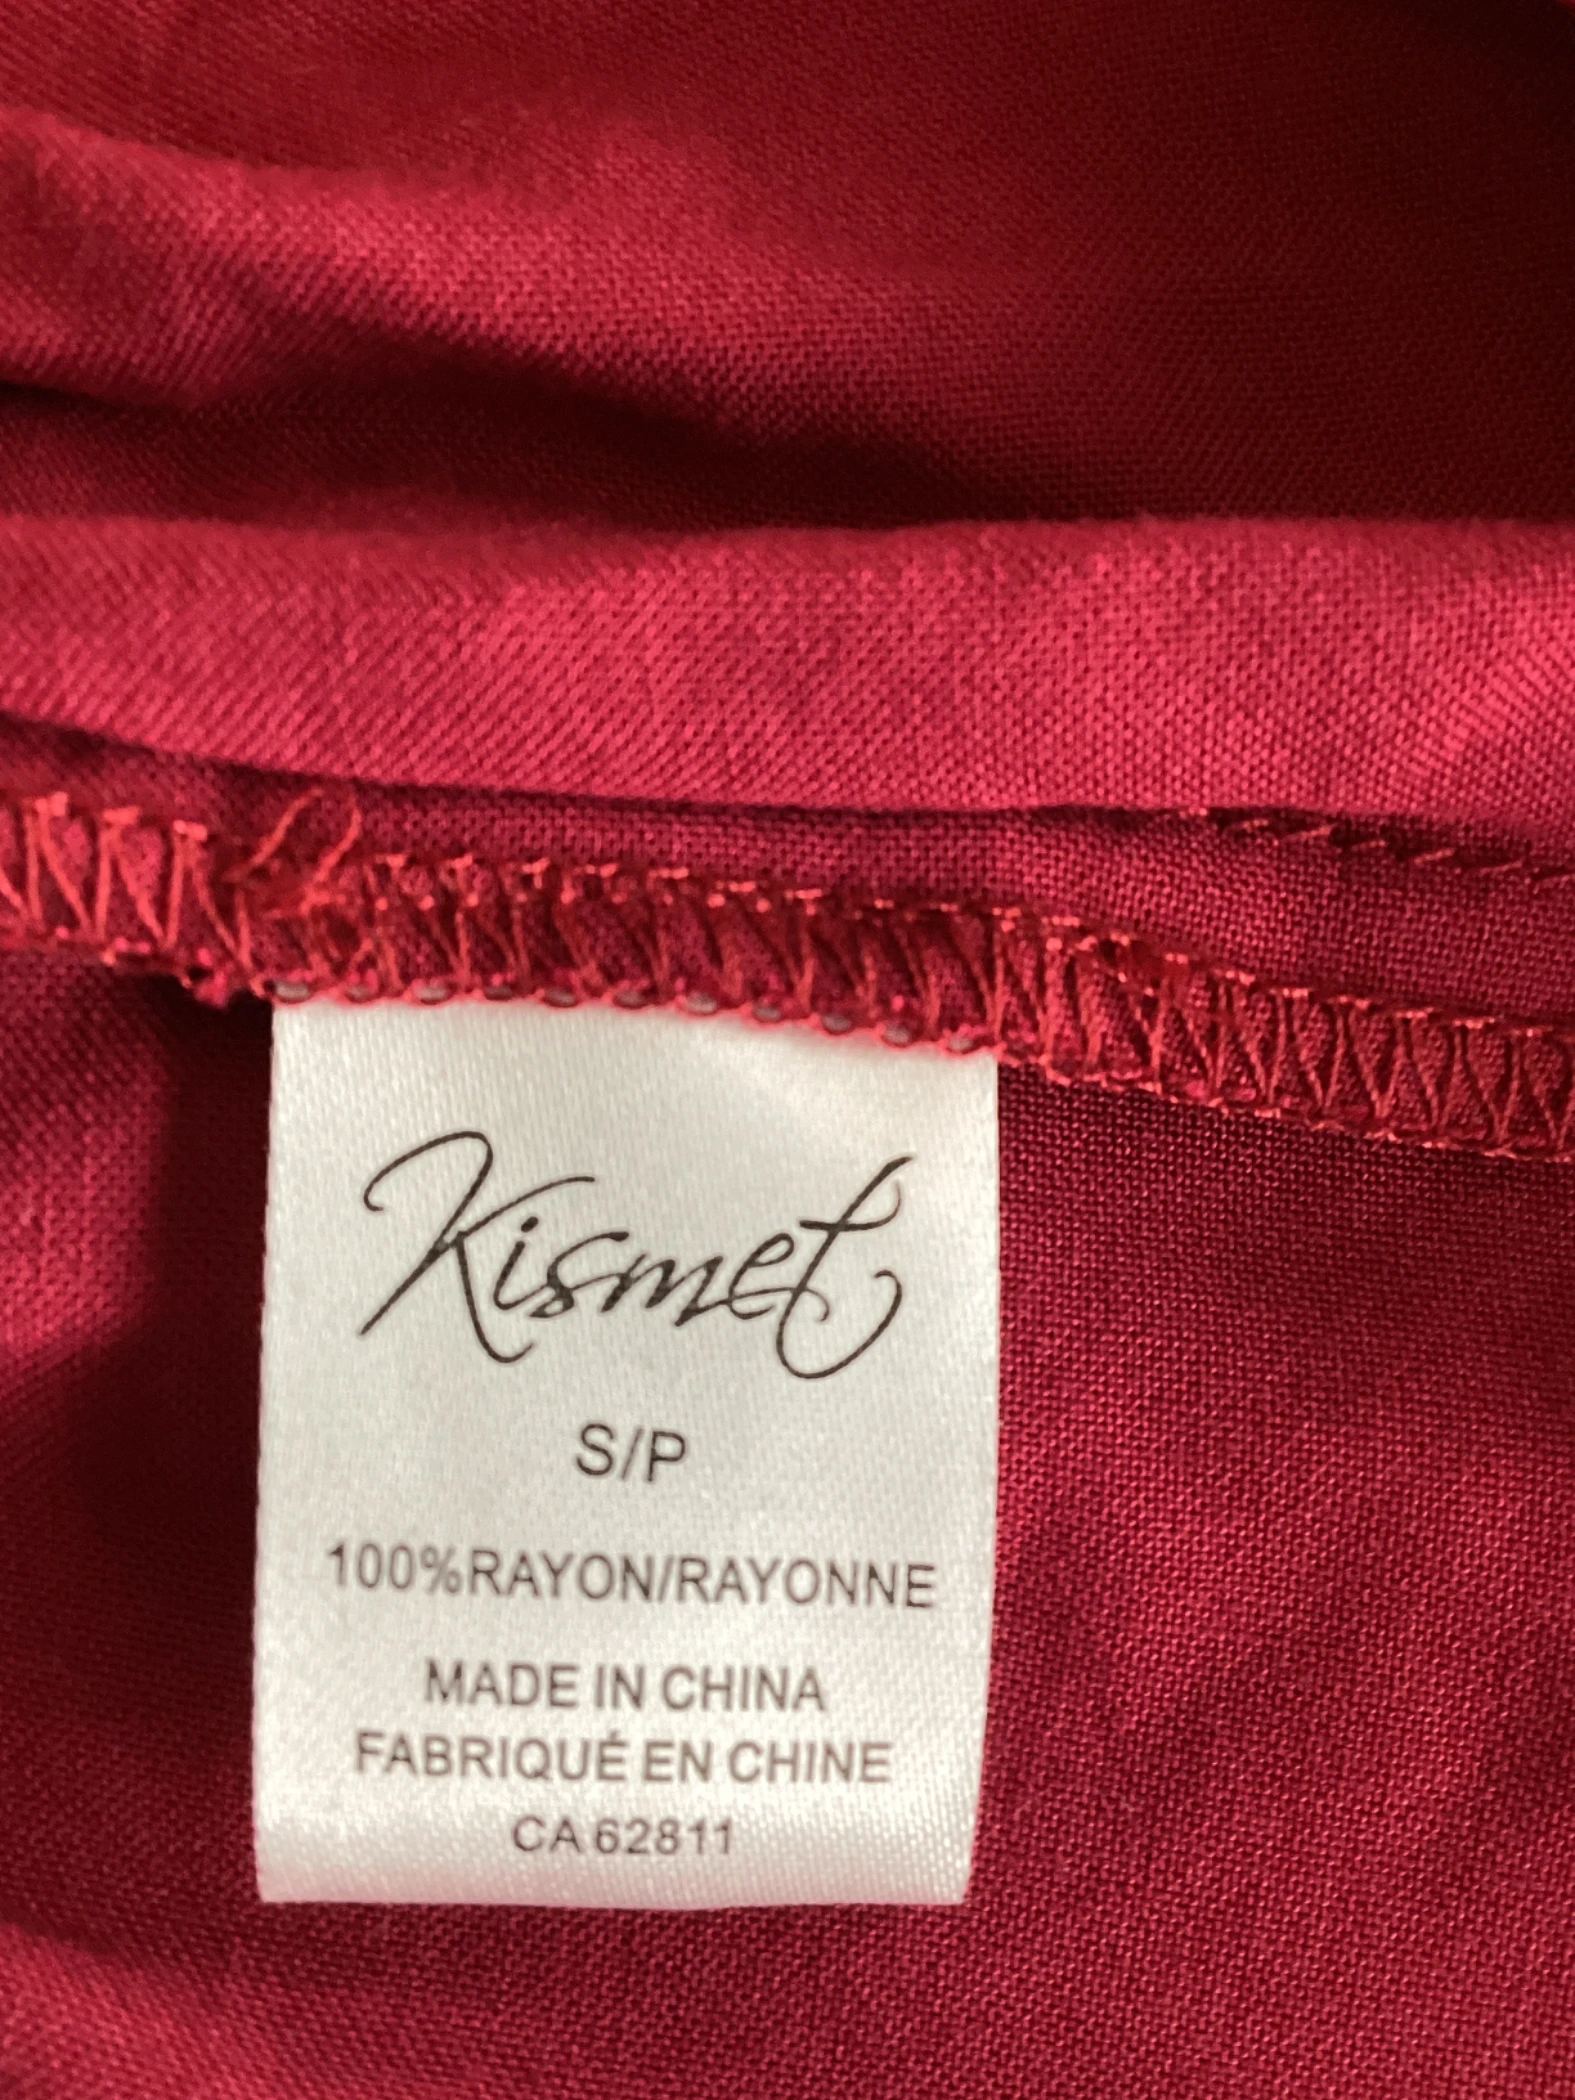 Kismet
S/P
100%RAYON/RAYONNE
MADE IN CHINA
FABRIQUÉ EN CHINE
CA 62811